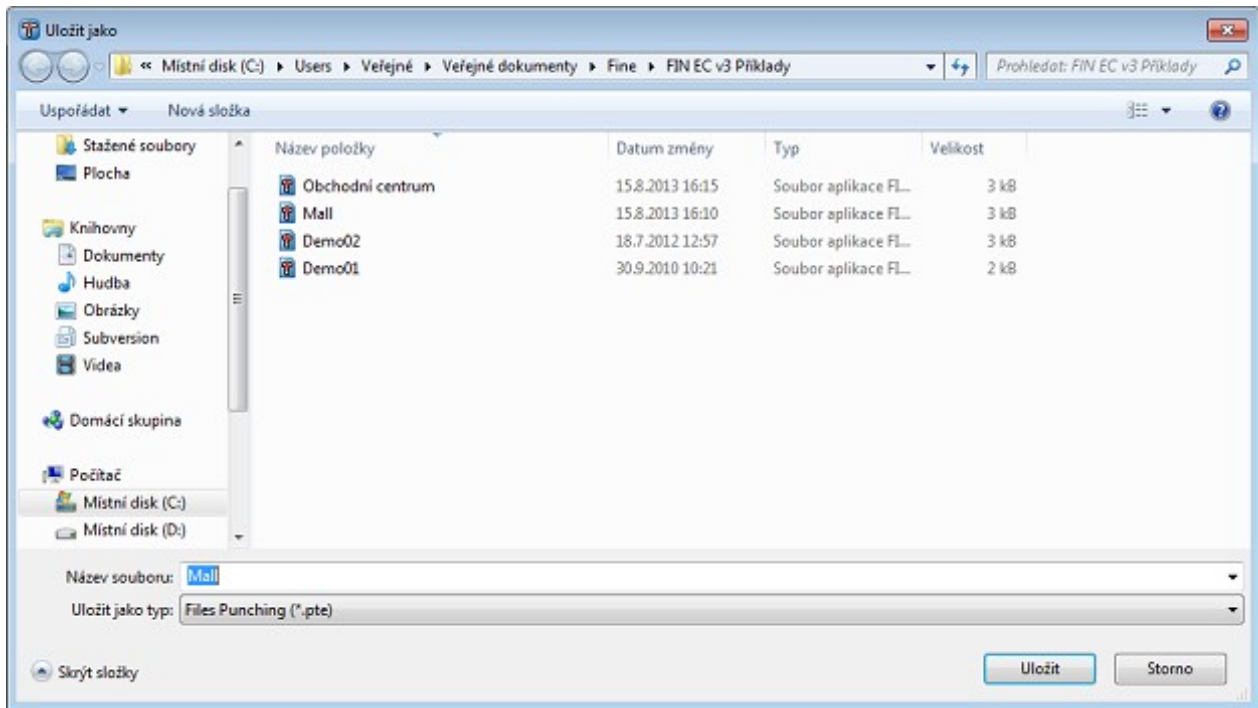 Uložit jako
« Místní disk (C:) ▸ Users ▸ Veřejné ▸ Veřejné dokumenty ▸ Fine ▸ FIN EC v3 Příklady
Prohledat: FIN EC v3 Příklady
Uspořádat Nová složka
Stažené soubory
Plocha
Knihovny
Dokumenty
Hudba
Obrázky
Subversion
Videa
Domácí skupina
Počítač
Místní disk (C:)
Místní disk (D:)
Název položky Datum změny Typ Velikost
Obchodní centrum 15.8.2013 16:15 Soubor aplikace FI... 3 kB
Mall 15.8.2013 16:10 Soubor aplikace FI... 3 kB
Demo02 18.7.2012 12:57 Soubor aplikace FI... 3 kB
Demo01 30.9.2010 10:21 Soubor aplikace FI... 2 kB
Název souboru: Mall
Uložit jako typ: Files Punching (*.pte)
Skrýt složky Uložit Storno